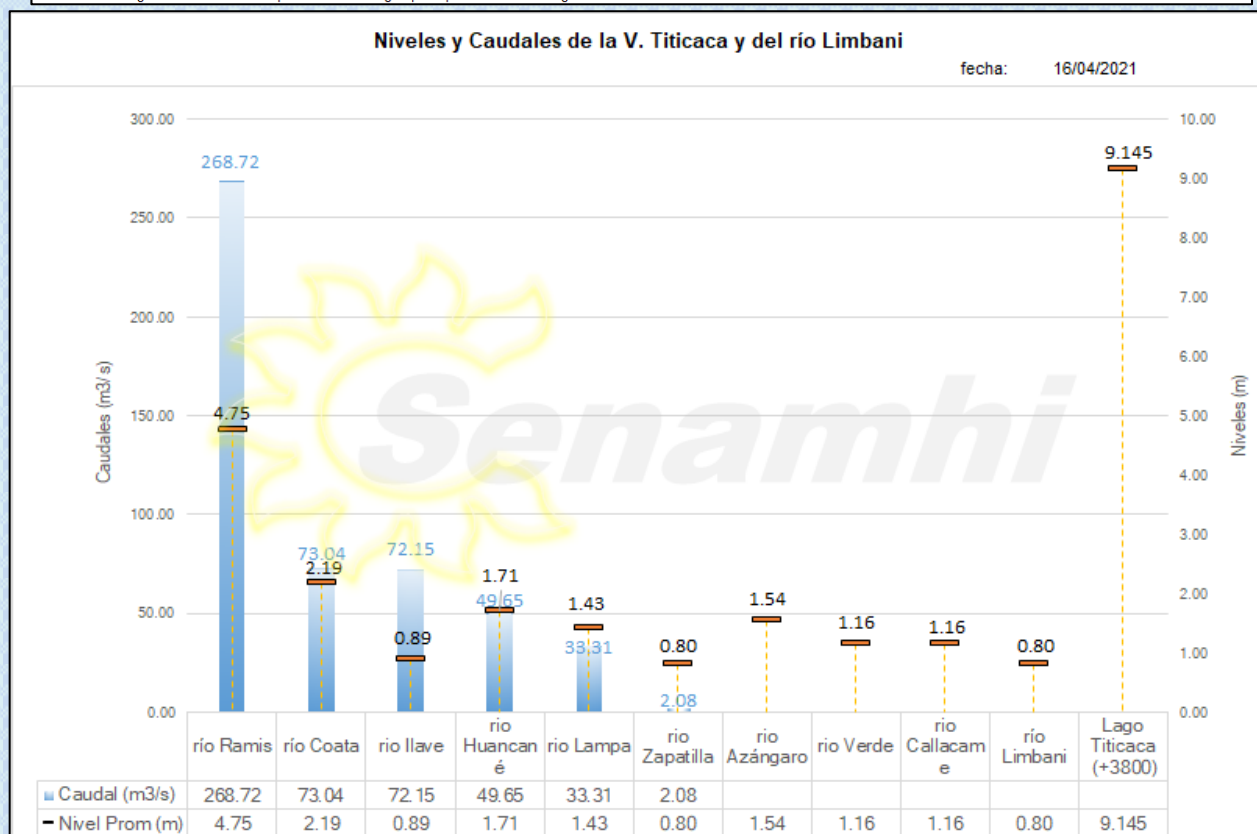 Niveles y Caudales de la V. Titicaca y del río Limbani
fecha: 16/04/2021
300.00
250.00
200.00
150.00
100.00
50.00
0.00
Caudales (m3/s)
10.00
9.00
8.00
7.00
6.00
5.00
4.00
3.00
2.00
1.00
0.00
Niveles (m)
268.72
4.75
73.04
2.19
72.15
0.89
1.71
49.65
1.43
33.31
0.80
2.08
1.54
1.16
1.16
0.80
9.145
Senamhi
río Ramis
río Coata
rio Ilave
rio
Huancan
é
rio Lampa
rio
Zapatilla
rio
Azángaro
rio Verde
rio
Callacam
e
río
Limbani
Lago
Titicaca
(+3800)
Caudal (m3/s) 268.72 73.04 72.15 49.65 33.31 2.08
Nivel Prom (m) 4.75 2.19 0.89 1.71 1.43 0.80 1.54 1.16 1.16 0.80 9.145